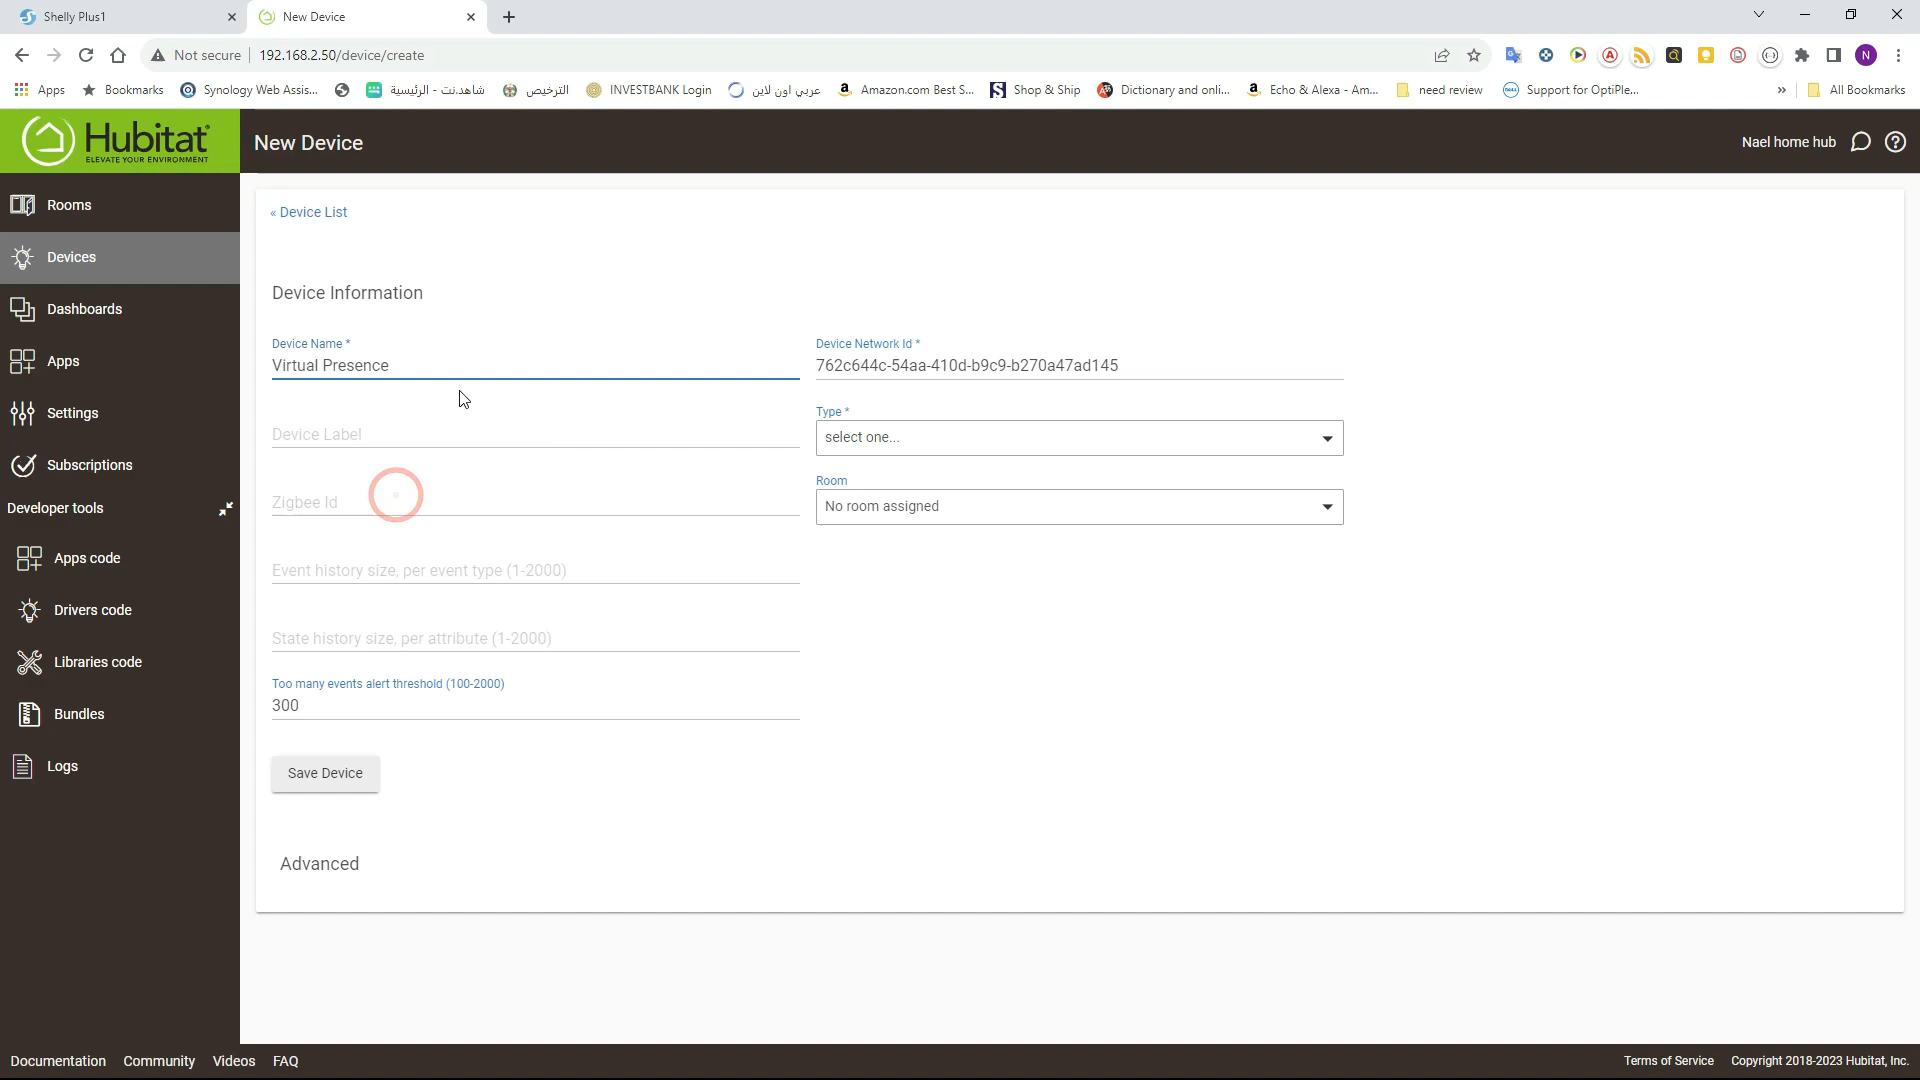 Shelly Plus1
New Device
Not secure
192.168.2.50/device/create
N
Apps
Bookmarks
Synology Web Assis...
شاهد.نت - الرئيسية
الترخيص
INVESTBANK Login
عربي اون لاين
Amazon.com Best S...
Shop & Ship
Dictionary and onli...
Echo & Alexa - Am...
need review
Support for OptiPle...
»
All Bookmarks
Hubitat
ELEVATE YOUR ENVIRONMENT
New Device
Nael home hub
Rooms
Devices
Dashboards
Apps
Settings
Subscriptions
Developer tools
Apps code
Drivers code
Libraries code
Bundles
Logs
« Device List
Device Information
Device Name *
Virtual Presence
Device Network Id *
762c644c-54aa-410d-b9c9-b270a47ad145
Device Label
Type *
select one...
Zigbee Id
Room
No room assigned
Event history size, per event type (1-2000)
State history size, per attribute (1-2000)
Too many events alert threshold (100-2000)
300
Save Device
Advanced
Documentation
Community
Videos
FAQ
Terms of Service
Copyright 2018-2023 Hubitat, Inc.